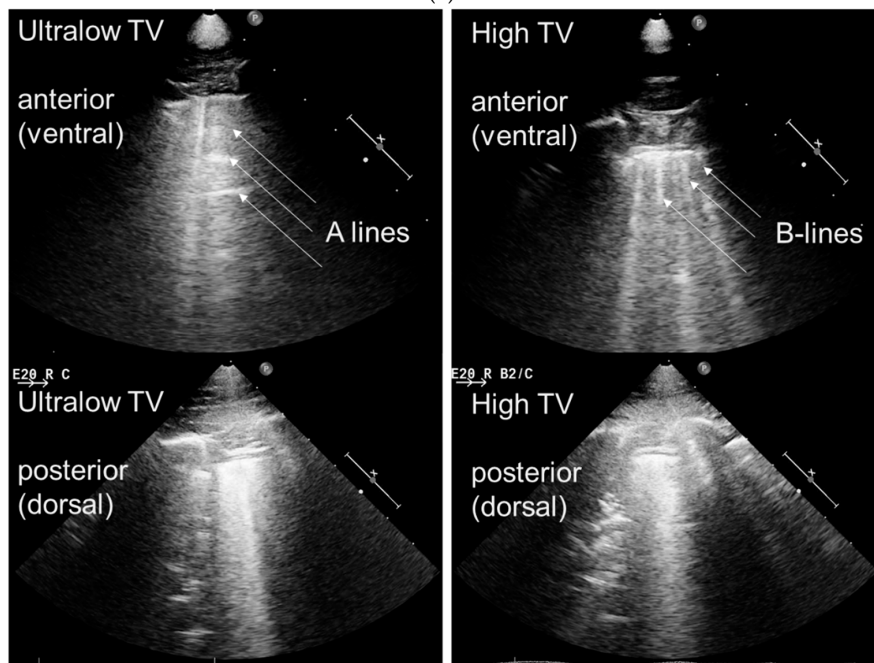 Ultralow TV
P
anterior
(ventral)
A lines
High TV
P
anterior
(ventral)
B-lines
E20 R C
Ultralow TV
P
posterior
(dorsal)
E20 R B2/C
High TV
P
posterior
(dorsal)